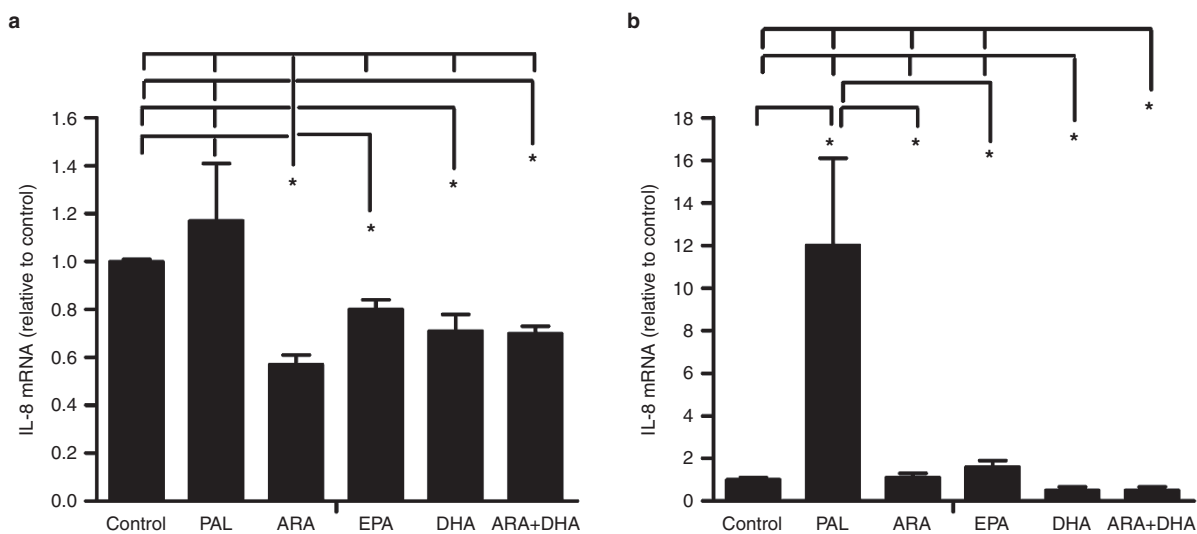 a
IL-8 mRNA (relative to control)
1.6
1.4
1.2
1.0
0.8
0.6
0.4
0.2
0.0
* * * *
Control PAL ARA EPA DHA ARA+DHA
b
IL-8 mRNA (relative to control)
18
16
14
12
10
8
6
4
2
0
* * * * *
Control PAL ARA EPA DHA ARA+DHA